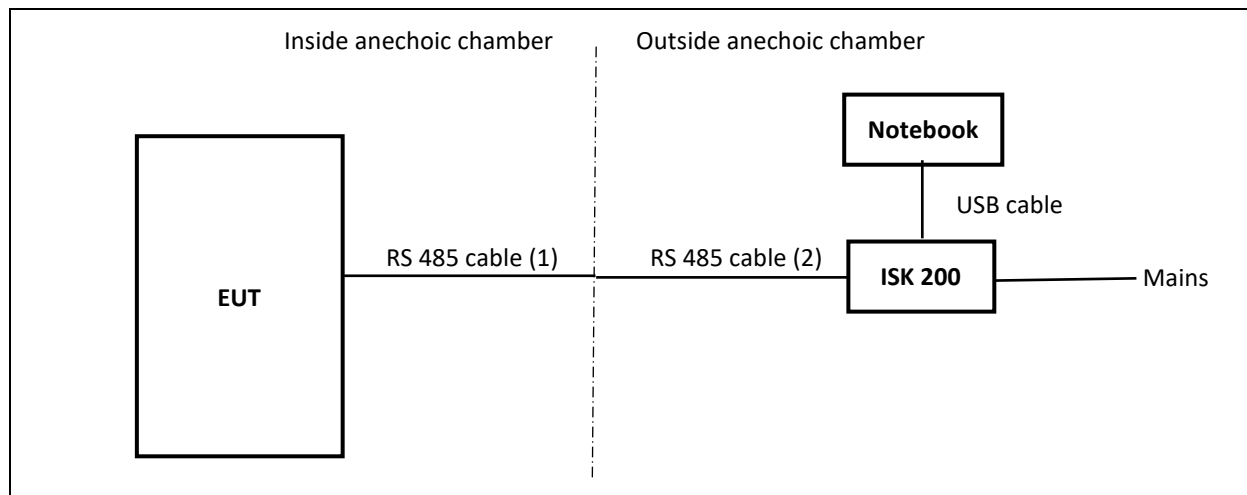 Inside anechoic chamber
Outside anechoic chamber
Notebook
USB cable
RS 485 cable (1)
RS 485 cable (2)
EUT
ISK 200
Mains